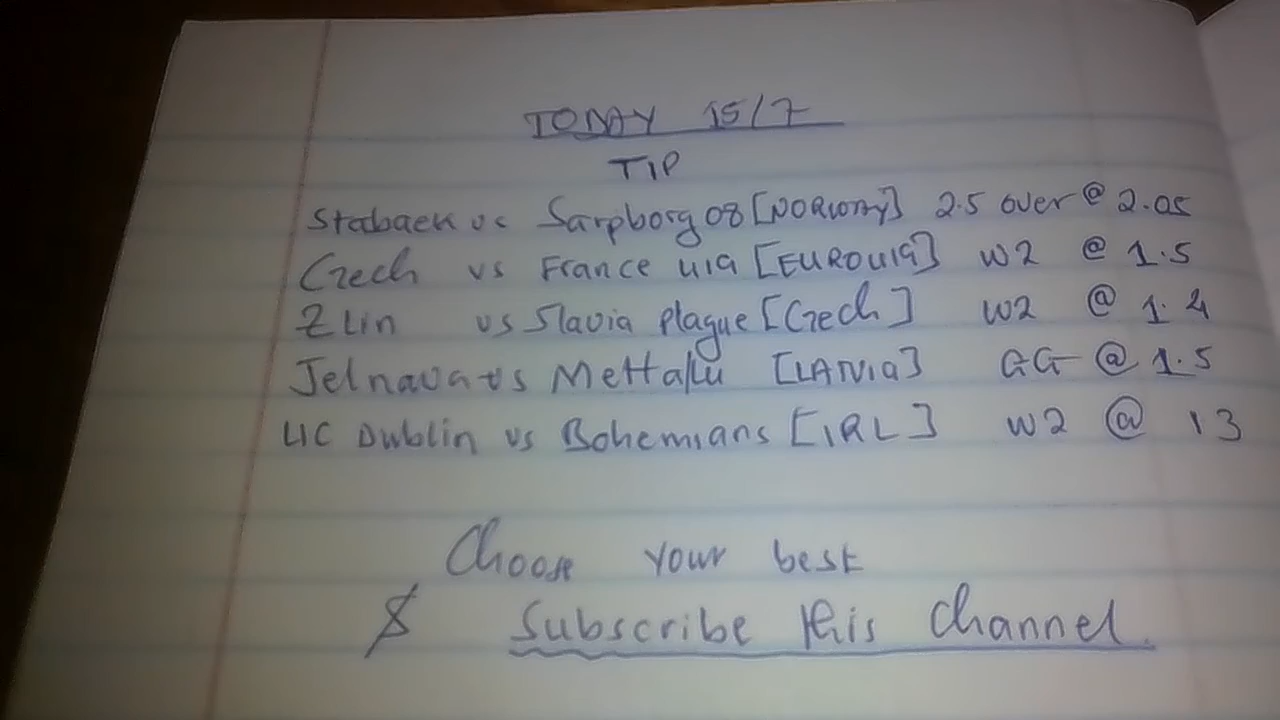 TODAY 15/7
TIP
Stabaek vs Sarpborg 08 [NORWAY] 2.5 over @ 2.05
Czech vs France U19 [EUROU19] W2 @ 1.5
Zlin vs Slavia Plague [Czech] W2 @ 1.4
Jelnava vs Mettalu [LATVIA] GG @ 1.5
UC Dublin vs Bohemians [IRL] W2 @ 1 3
Choose your best
$ Subscribe this channel.